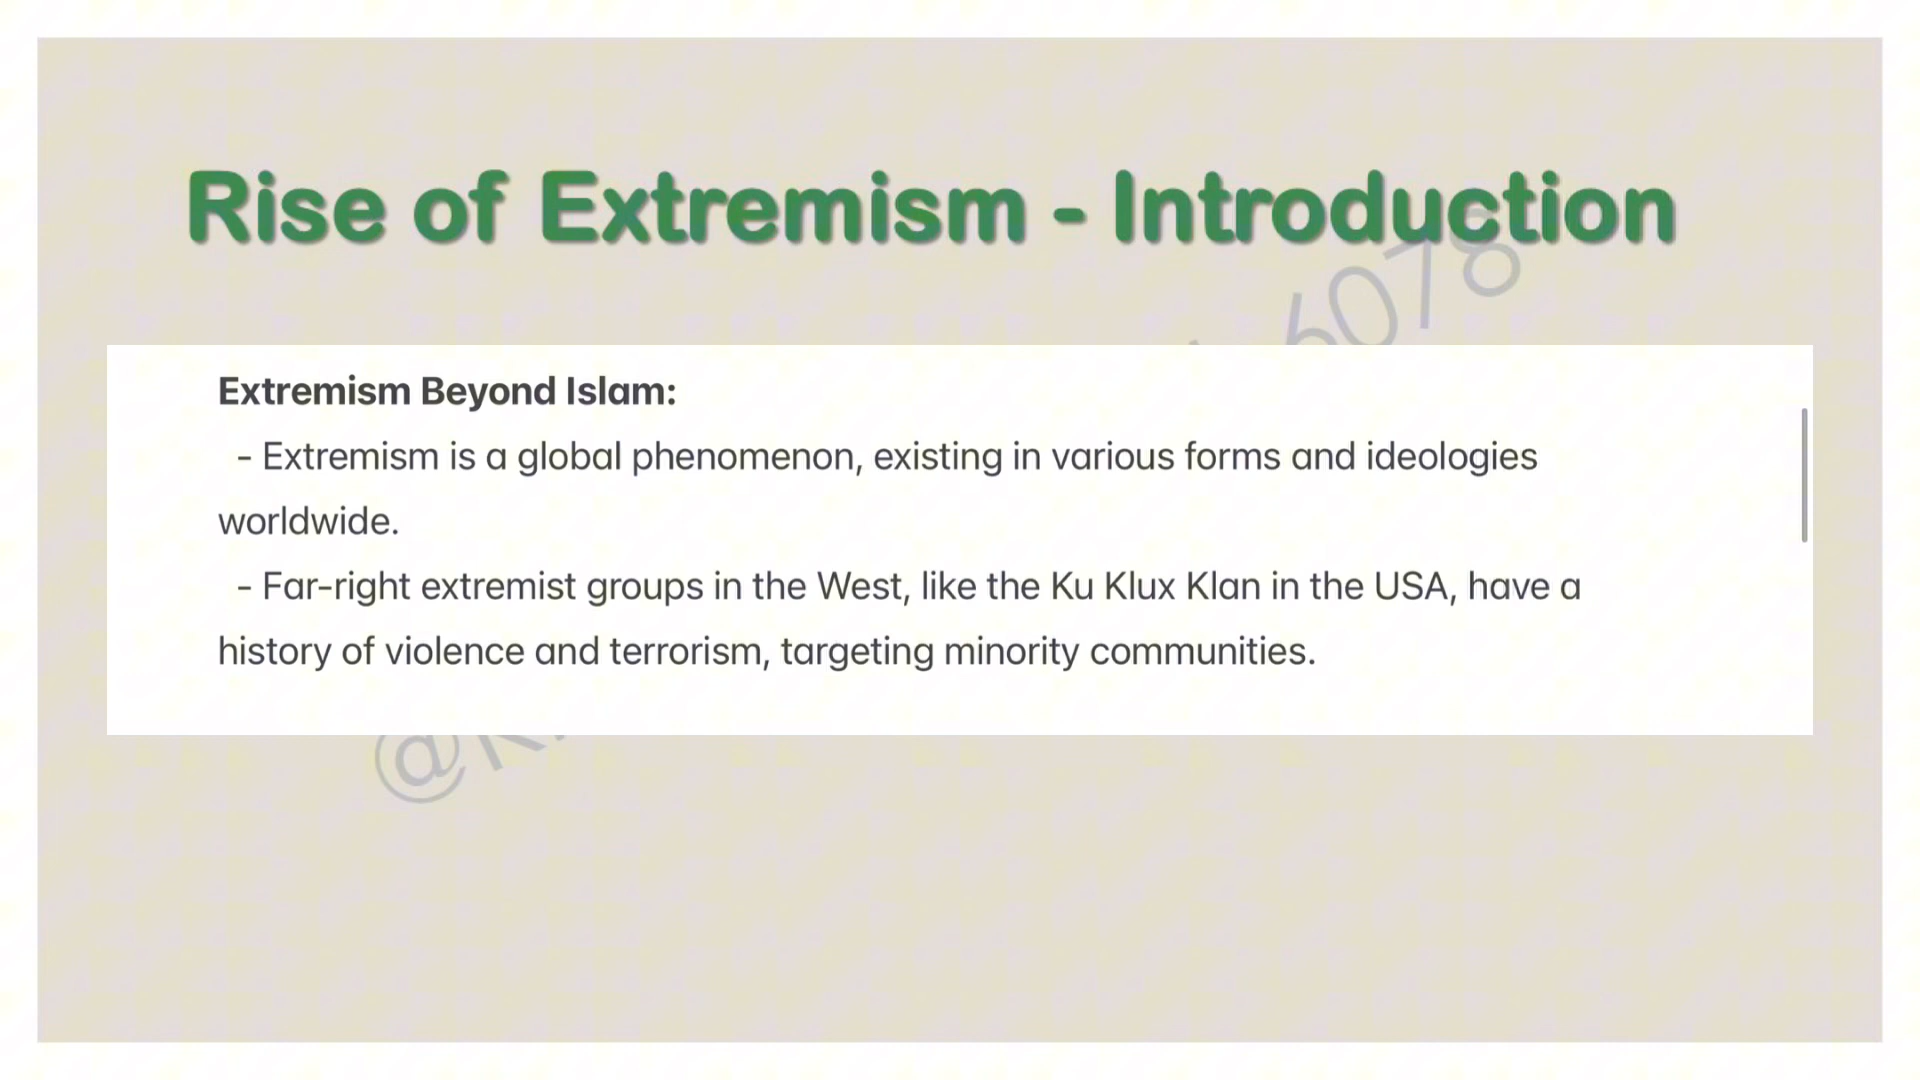 Rise of Extremism - Introduction
6078
Extremism Beyond Islam:
- Extremism is a global phenomenon, existing in various forms and ideologies
worldwide.
- Far-right extremist groups in the West, like the Ku Klux Klan in the USA, have a
history of violence and terrorism, targeting minority communities.